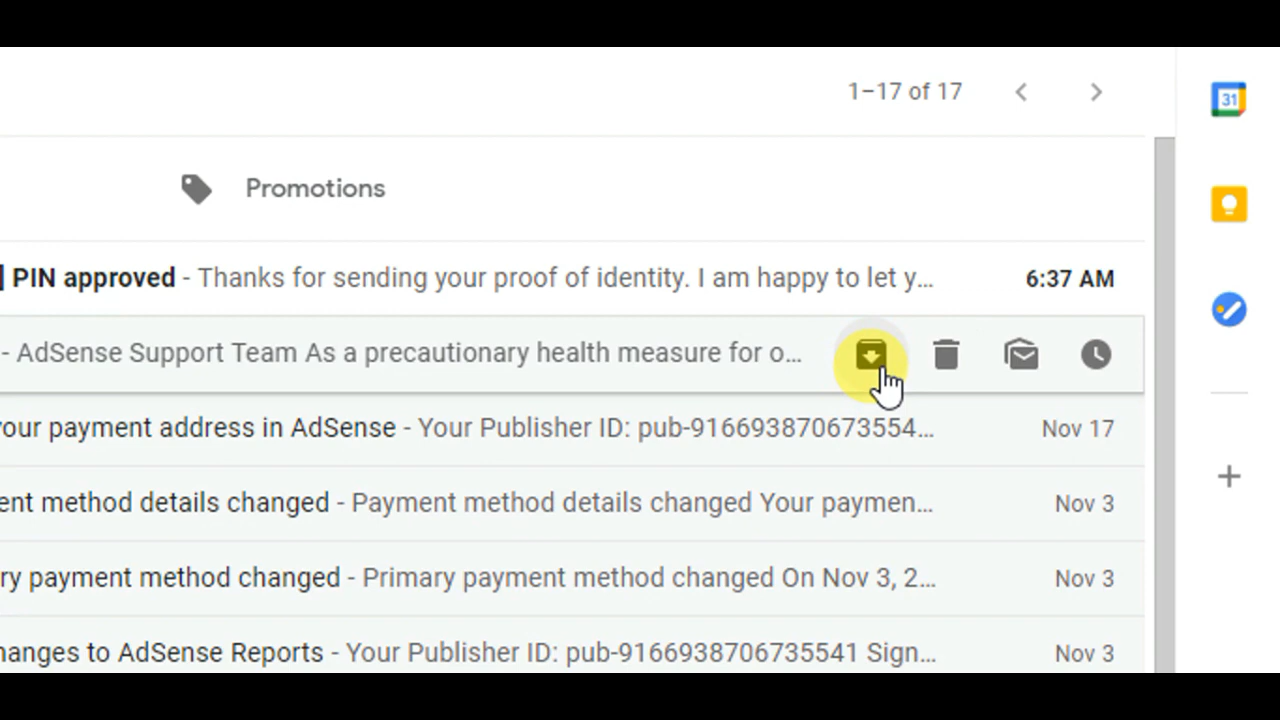 1–17 of 17
31
Promotions
PIN approved - Thanks for sending your proof of identity. I am happy to let y… 6:37 AM
- AdSense Support Team As a precautionary health measure for o…
your payment address in AdSense - Your Publisher ID: pub-916693870673554… Nov 17
ent method details changed - Payment method details changed Your paymen… Nov 3
ry payment method changed - Primary payment method changed On Nov 3, 2… Nov 3
hanges to AdSense Reports - Your Publisher ID: pub-9166938706735541 Sign… Nov 3